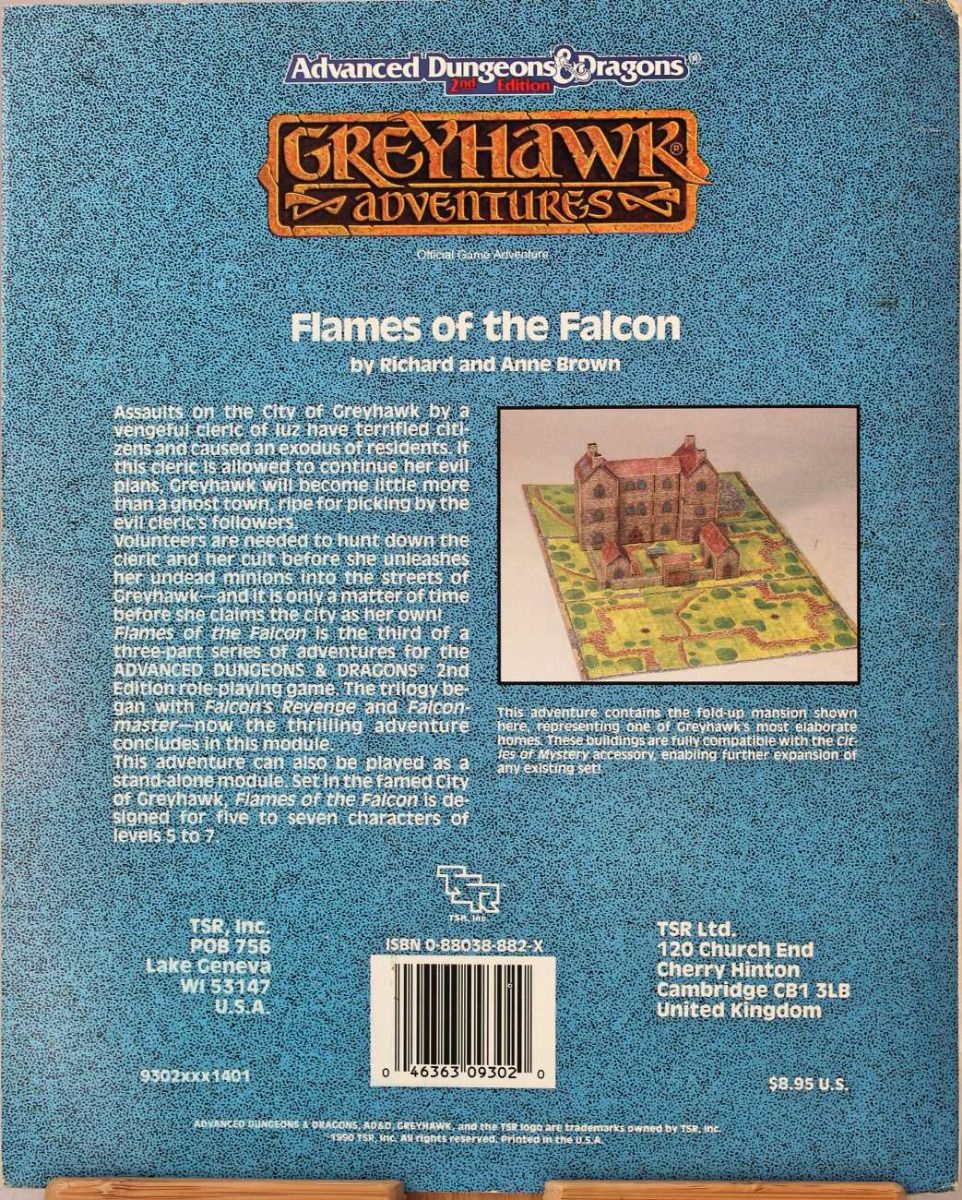 Advanced Dungeons & Dragons®
2nd Edition
GREYHAWK®
ADVENTURES
Official Game Adventure
Flames of the Falcon
by Richard and Anne Brown
Assaults on the City of Greyhawk by a
vengeful cleric of Iuz have terrified citi-
zens and caused an exodus of residents. If
this cleric is allowed to continue her evil
plans, Greyhawk will become little more
than a ghost town, ripe for picking by the
evil cleric's followers.
Volunteers are needed to hunt down the
cleric and her cult before she unleashes
her undead minions into the streets of
Greyhawk—and it is only a matter of time
before she claims the city as her own!
Flames of the Falcon is the third of a
three-part series of adventures for the
ADVANCED DUNGEONS & DRAGONS® 2nd
Edition role-playing game. The trilogy be-
gan with Falcon's Revenge and Falcon-
master—now the thrilling adventure
concludes in this module.
This adventure can also be played as a
stand-alone module. Set in the famed City
of Greyhawk, Flames of the Falcon is de-
signed for five to seven characters of
levels 5 to 7.
This adventure contains the fold-up mansion shown
here, representing one of Greyhawk's most elaborate
homes. These buildings are fully compatible with the Cit-
ies of Mystery accessory, enabling further expansion of
any existing set!
TSR
TSR, Inc.
TSR, Inc.
POB 756
Lake Geneva
WI 53147
U.S.A.
ISBN 0-88038-882-X
0 46363 09302 0
TSR Ltd.
120 Church End
Cherry Hinton
Cambridge CB1 3LB
United Kingdom
9302xxx1401
$8.95 U.S.
ADVANCED DUNGEONS & DRAGONS, AD&D, GREYHAWK, and the TSR logo are trademarks owned by TSR, Inc.
1990 TSR, Inc. All rights reserved. Printed in the U.S.A.